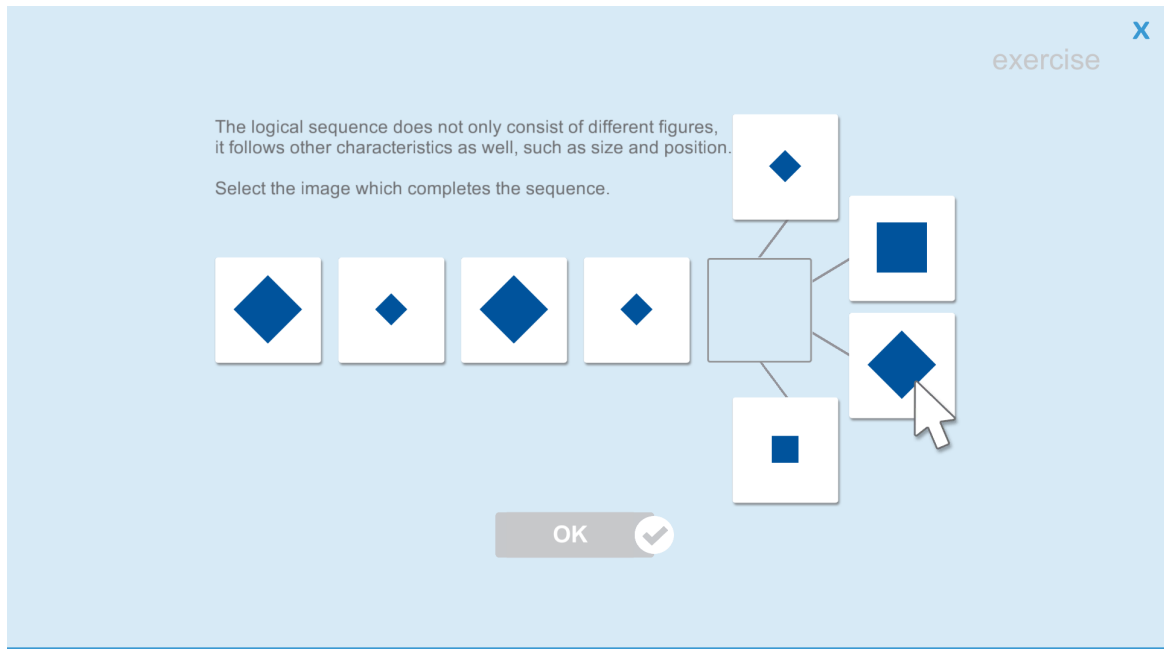 X
exercise
The logical sequence does not only consist of different figures,
it follows other characteristics as well, such as size and position.
Select the image which completes the sequence.
OK